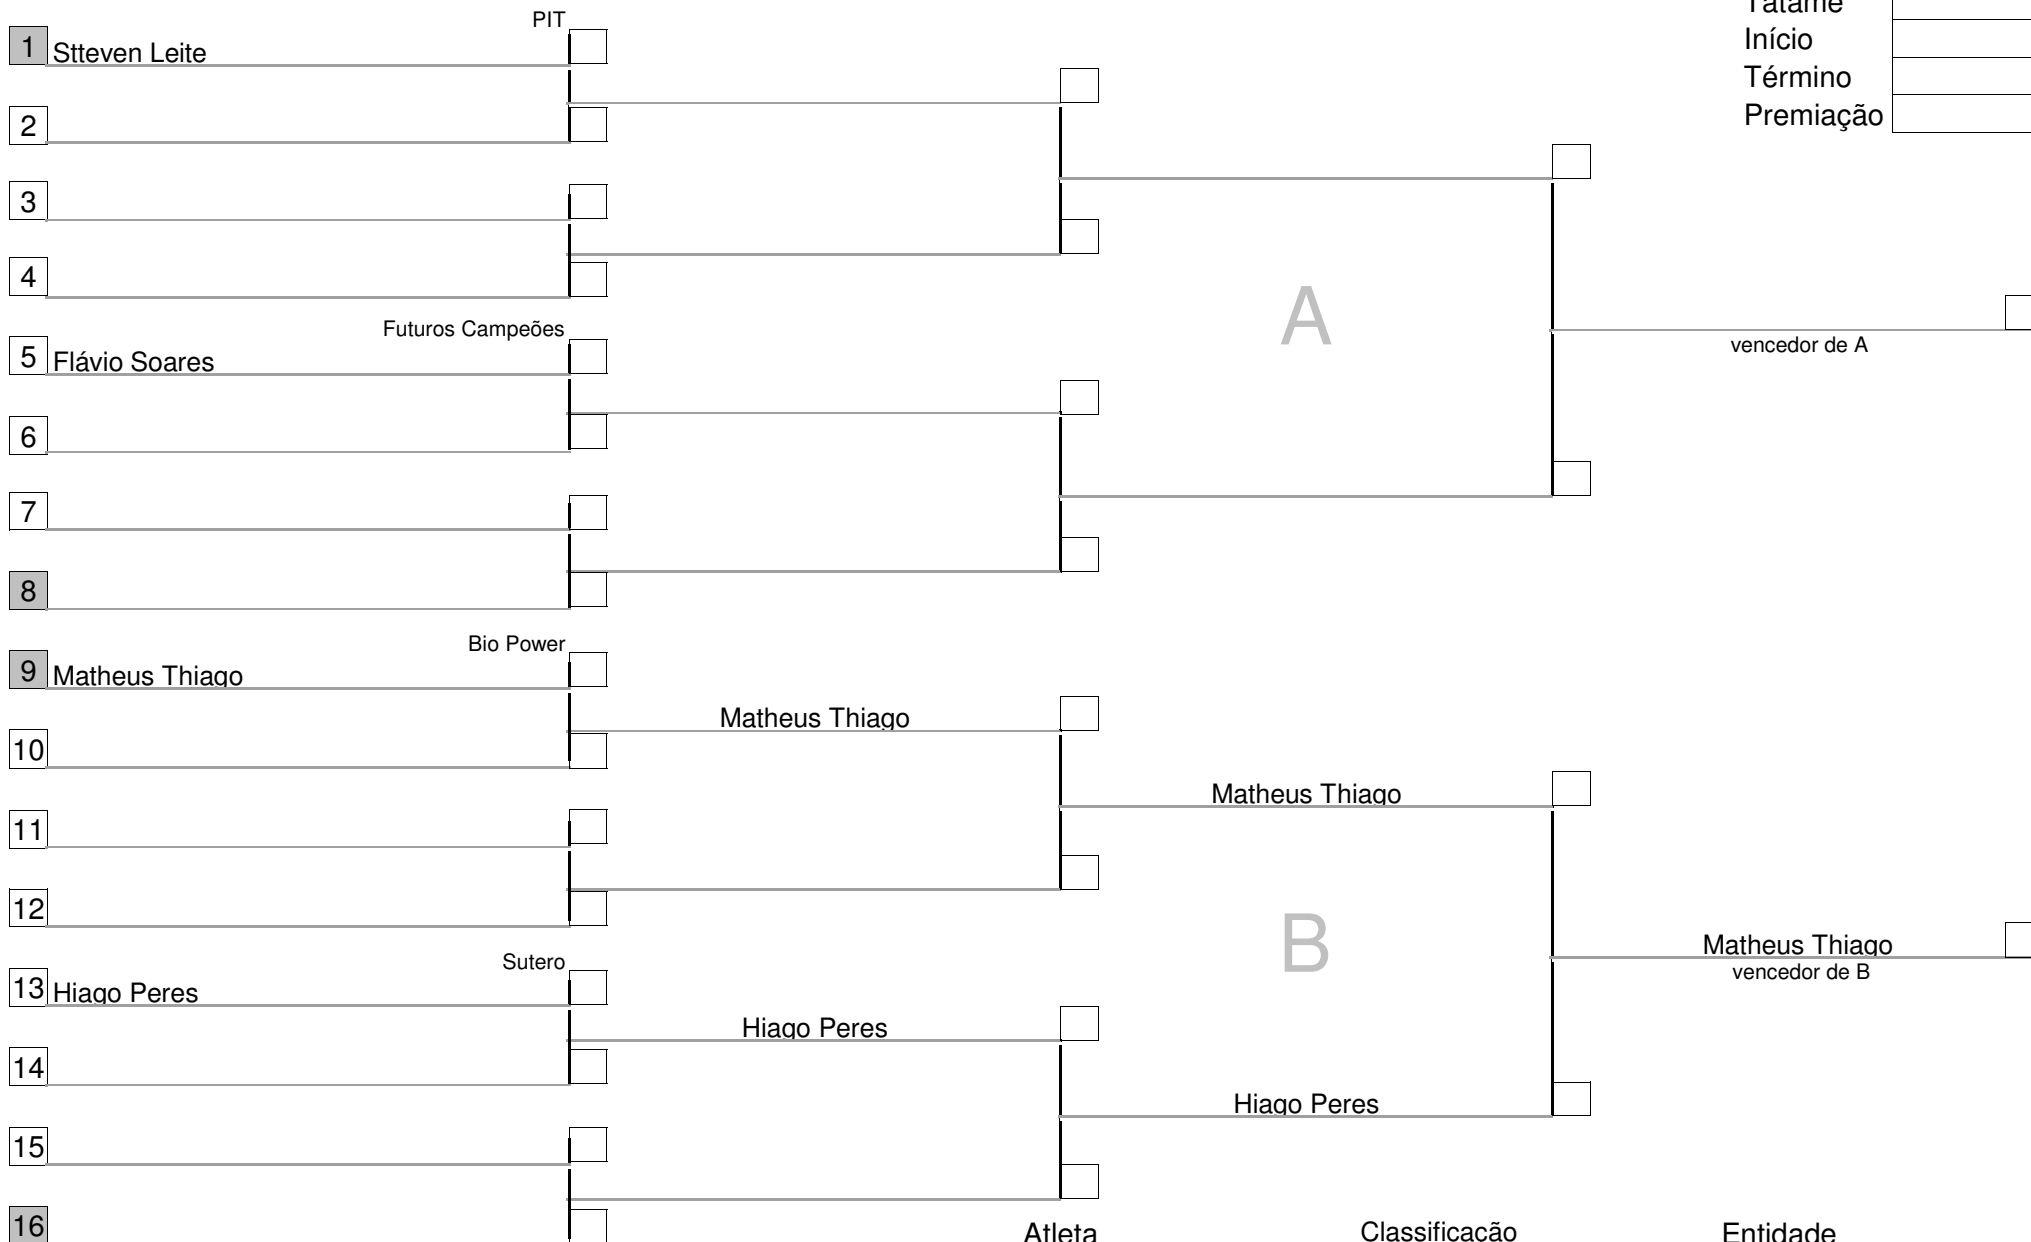 PIT
1 Stteven Leite
2
3
4
Futuros Campeões
5 Flávio Soares
6
7
8
Bio Power
9 Matheus Thiago
10
11
12
Sutero
13 Hiago Peres
14
15
16
Matheus Thiago
Hiago Peres
A
Matheus Thiago
B
Hiago Peres
Tatame
Início
Término
Premiação
vencedor de A
Matheus Thiago
vencedor de B
Atleta Classificação Entidade